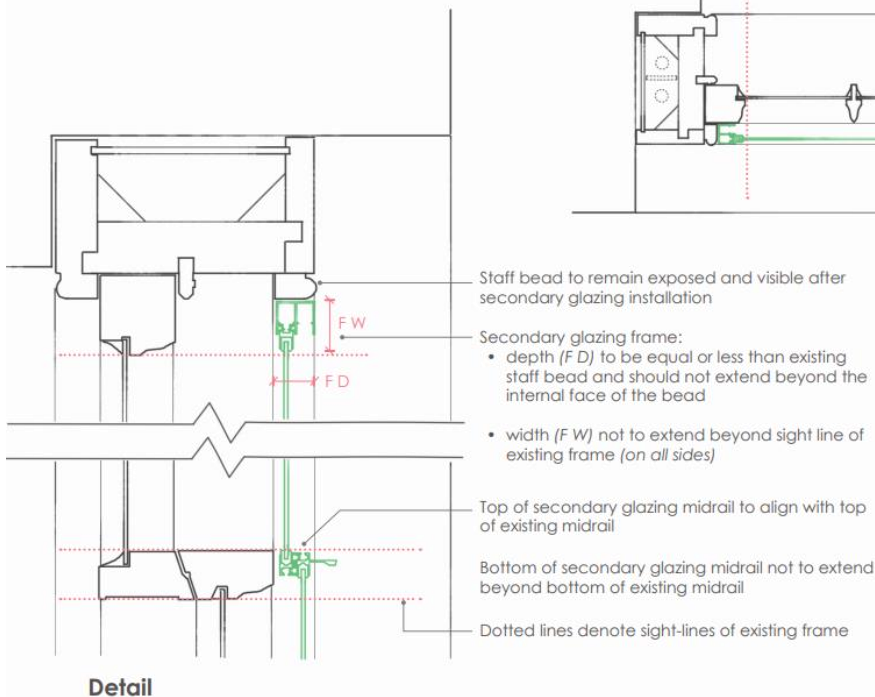 Staff bead to remain exposed and visible after
secondary glazing installation
F W
Secondary glazing frame:
• depth (F D) to be equal or less than existing
staff bead and should not extend beyond the
internal face of the bead
F D
• width (F W) not to extend beyond sight line of
existing frame (on all sides)
Top of secondary glazing midrail to align with top
of existing midrail
Bottom of secondary glazing midrail not to extend
beyond bottom of existing midrail
Dotted lines denote sight-lines of existing frame
Detail